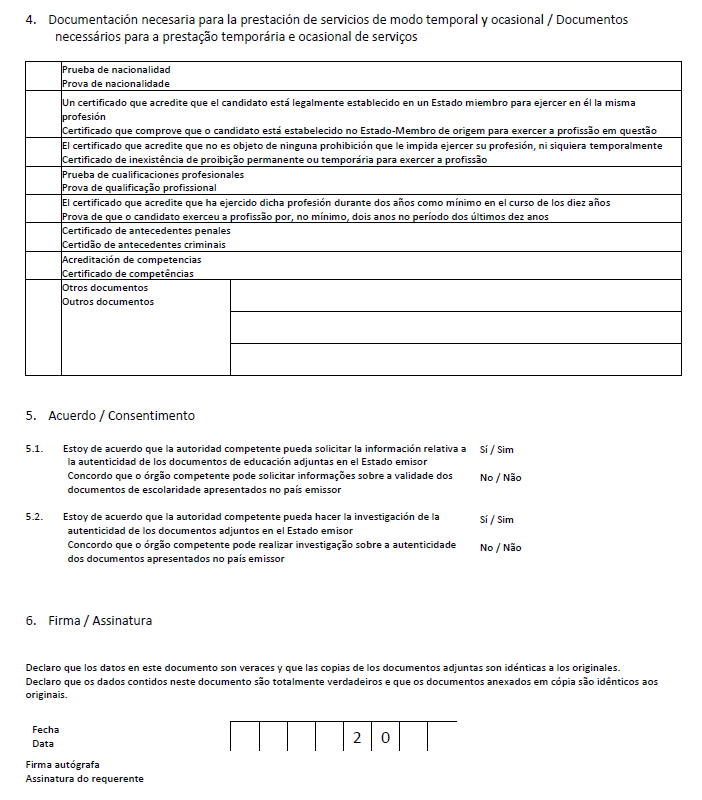 4. Documentación necesaria para la prestación de servicios de modo temporal y ocasional / Documentos
necessários para a prestação temporária e ocasional de serviços
Prueba de nacionalidad
Prova de nacionalidade
Un certificado que acredite que el candidato está legalmente establecido en un Estado miembro para ejercer en él la misma
profesión
Certificado que comprove que o candidato está estabelecido no Estado-Membro de origem para exercer a profissão em questão
El certificado que acredite que no es objeto de ninguna prohibición que le impida ejercer su profesión, ni siquiera temporalmente
Certificado de inexistência de proibição permanente ou temporária para exercer a profissão
Prueba de cualificaciones profesionales
Prova de qualificação profissional
El certificado que acredite que ha ejercido dicha profesión durante dos años como mínimo en el curso de los diez años
Prova de que o candidato exerceu a profissão por, no mínimo, dois anos no período dos últimos dez anos
Certificado de antecedentes penales
Certidão de antecedentes criminais
Acreditación de competencias
Certificado de competências
Otros documentos
Outros documentos
5. Acuerdo / Consentimento
5.1. Estoy de acuerdo que la autoridad competente pueda solicitar la información relativa a Sí / Sim
la autenticidad de los documentos de educación adjuntas en el Estado emisor
Concordo que o órgão competente pode solicitar informações sobre a validade dos No / Não
documentos de escolaridade apresentados no país emissor
5.2. Estoy de acuerdo que la autoridad competente pueda hacer la investigación de la Sí / Sim
autenticidad de los documentos adjuntos en el Estado emisor
Concordo que o órgão competente pode realizar investigação sobre a autenticidade No / Não
dos documentos apresentados no país emissor
6. Firma / Assinatura
Declaro que los datos en este documento son veraces y que las copias de los documentos adjuntas son idénticas a los originales.
Declaro que os dados contidos neste documento são totalmente verdadeiros e que os documentos anexados em cópia são idênticos aos
originais.
Fecha
Data
2 0
Firma autógrafa
Assinatura do requerente